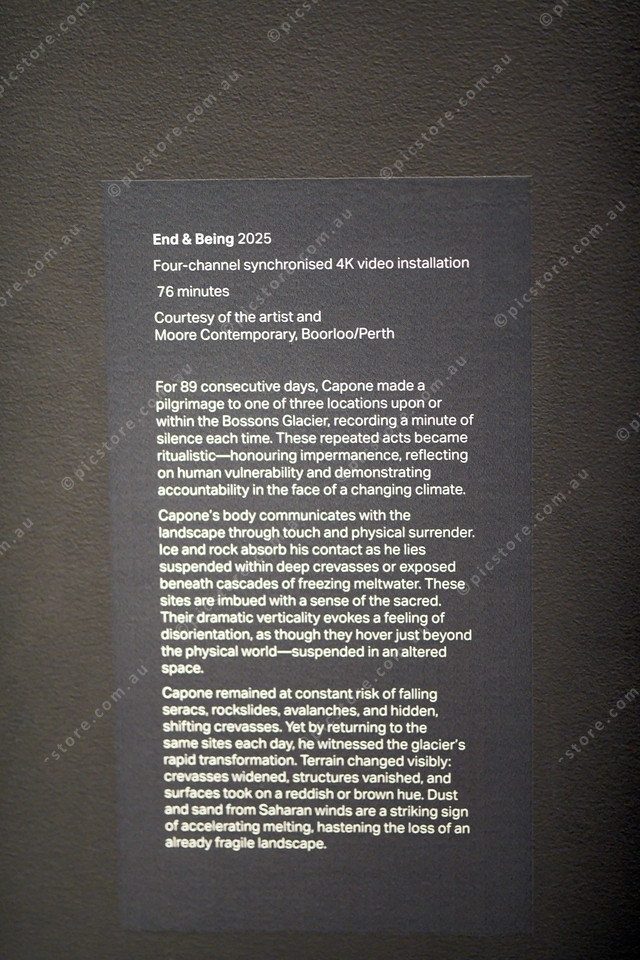 End & Being 2025
Four-channel synchronised 4K video installation
76 minutes
Courtesy of the artist and
Moore Contemporary, Boorloo/Perth
For 89 consecutive days, Capone made a
pilgrimage to one of three locations upon or
within the Bossons Glacier, recording a minute of
silence each time. These repeated acts became
ritualistic—honouring impermanence, reflecting
on human vulnerability and demonstrating
accountability in the face of a changing climate.
Capone's body communicates with the
landscape through touch and physical surrender.
Ice and rock absorb his contact as he lies
suspended within deep crevasses or exposed
beneath cascades of freezing meltwater. These
sites are imbued with a sense of the sacred.
Their dramatic verticality evokes a feeling of
disorientation, as though they hover just beyond
the physical world—suspended in an altered
space.
Capone remained at constant risk of falling
seracs, rockslides, avalanches, and hidden,
shifting crevasses. Yet by returning to the
same sites each day, he witnessed the glacier's
rapid transformation. Terrain changed visibly:
crevasses widened, structures vanished, and
surfaces took on a reddish or brown hue. Dust
and sand from Saharan winds are a striking sign
of accelerating melting, hastening the loss of an
already fragile landscape.
©picstore.com.au